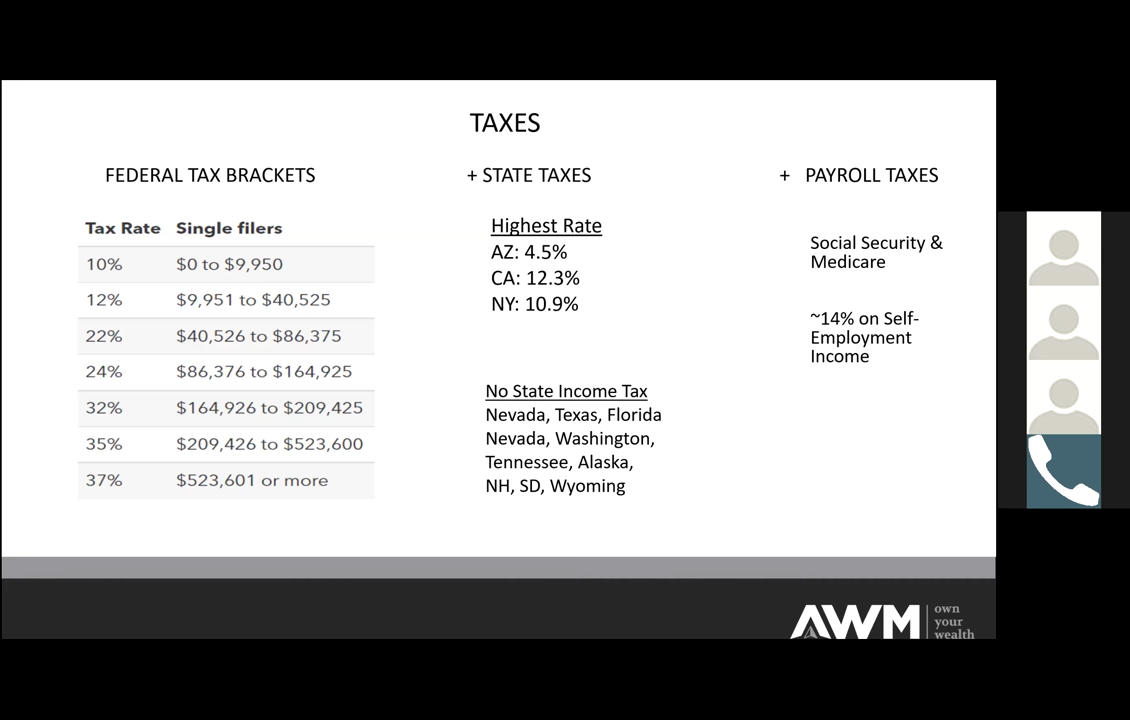 TAXES
FEDERAL TAX BRACKETS
Tax Rate Single filers
10% $0 to $9,950
12% $9,951 to $40,525
22% $40,526 to $86,375
24% $86,376 to $164,925
32% $164,926 to $209,425
35% $209,426 to $523,600
37% $523,601 or more
+ STATE TAXES
Highest Rate
AZ: 4.5%
CA: 12.3%
NY: 10.9%
No State Income Tax
Nevada, Texas, Florida
Nevada, Washington,
Tennessee, Alaska,
NH, SD, Wyoming
+ PAYROLL TAXES
Social Security &
Medicare
~14% on Self-
Employment
Income
AWM
own
your
wealth